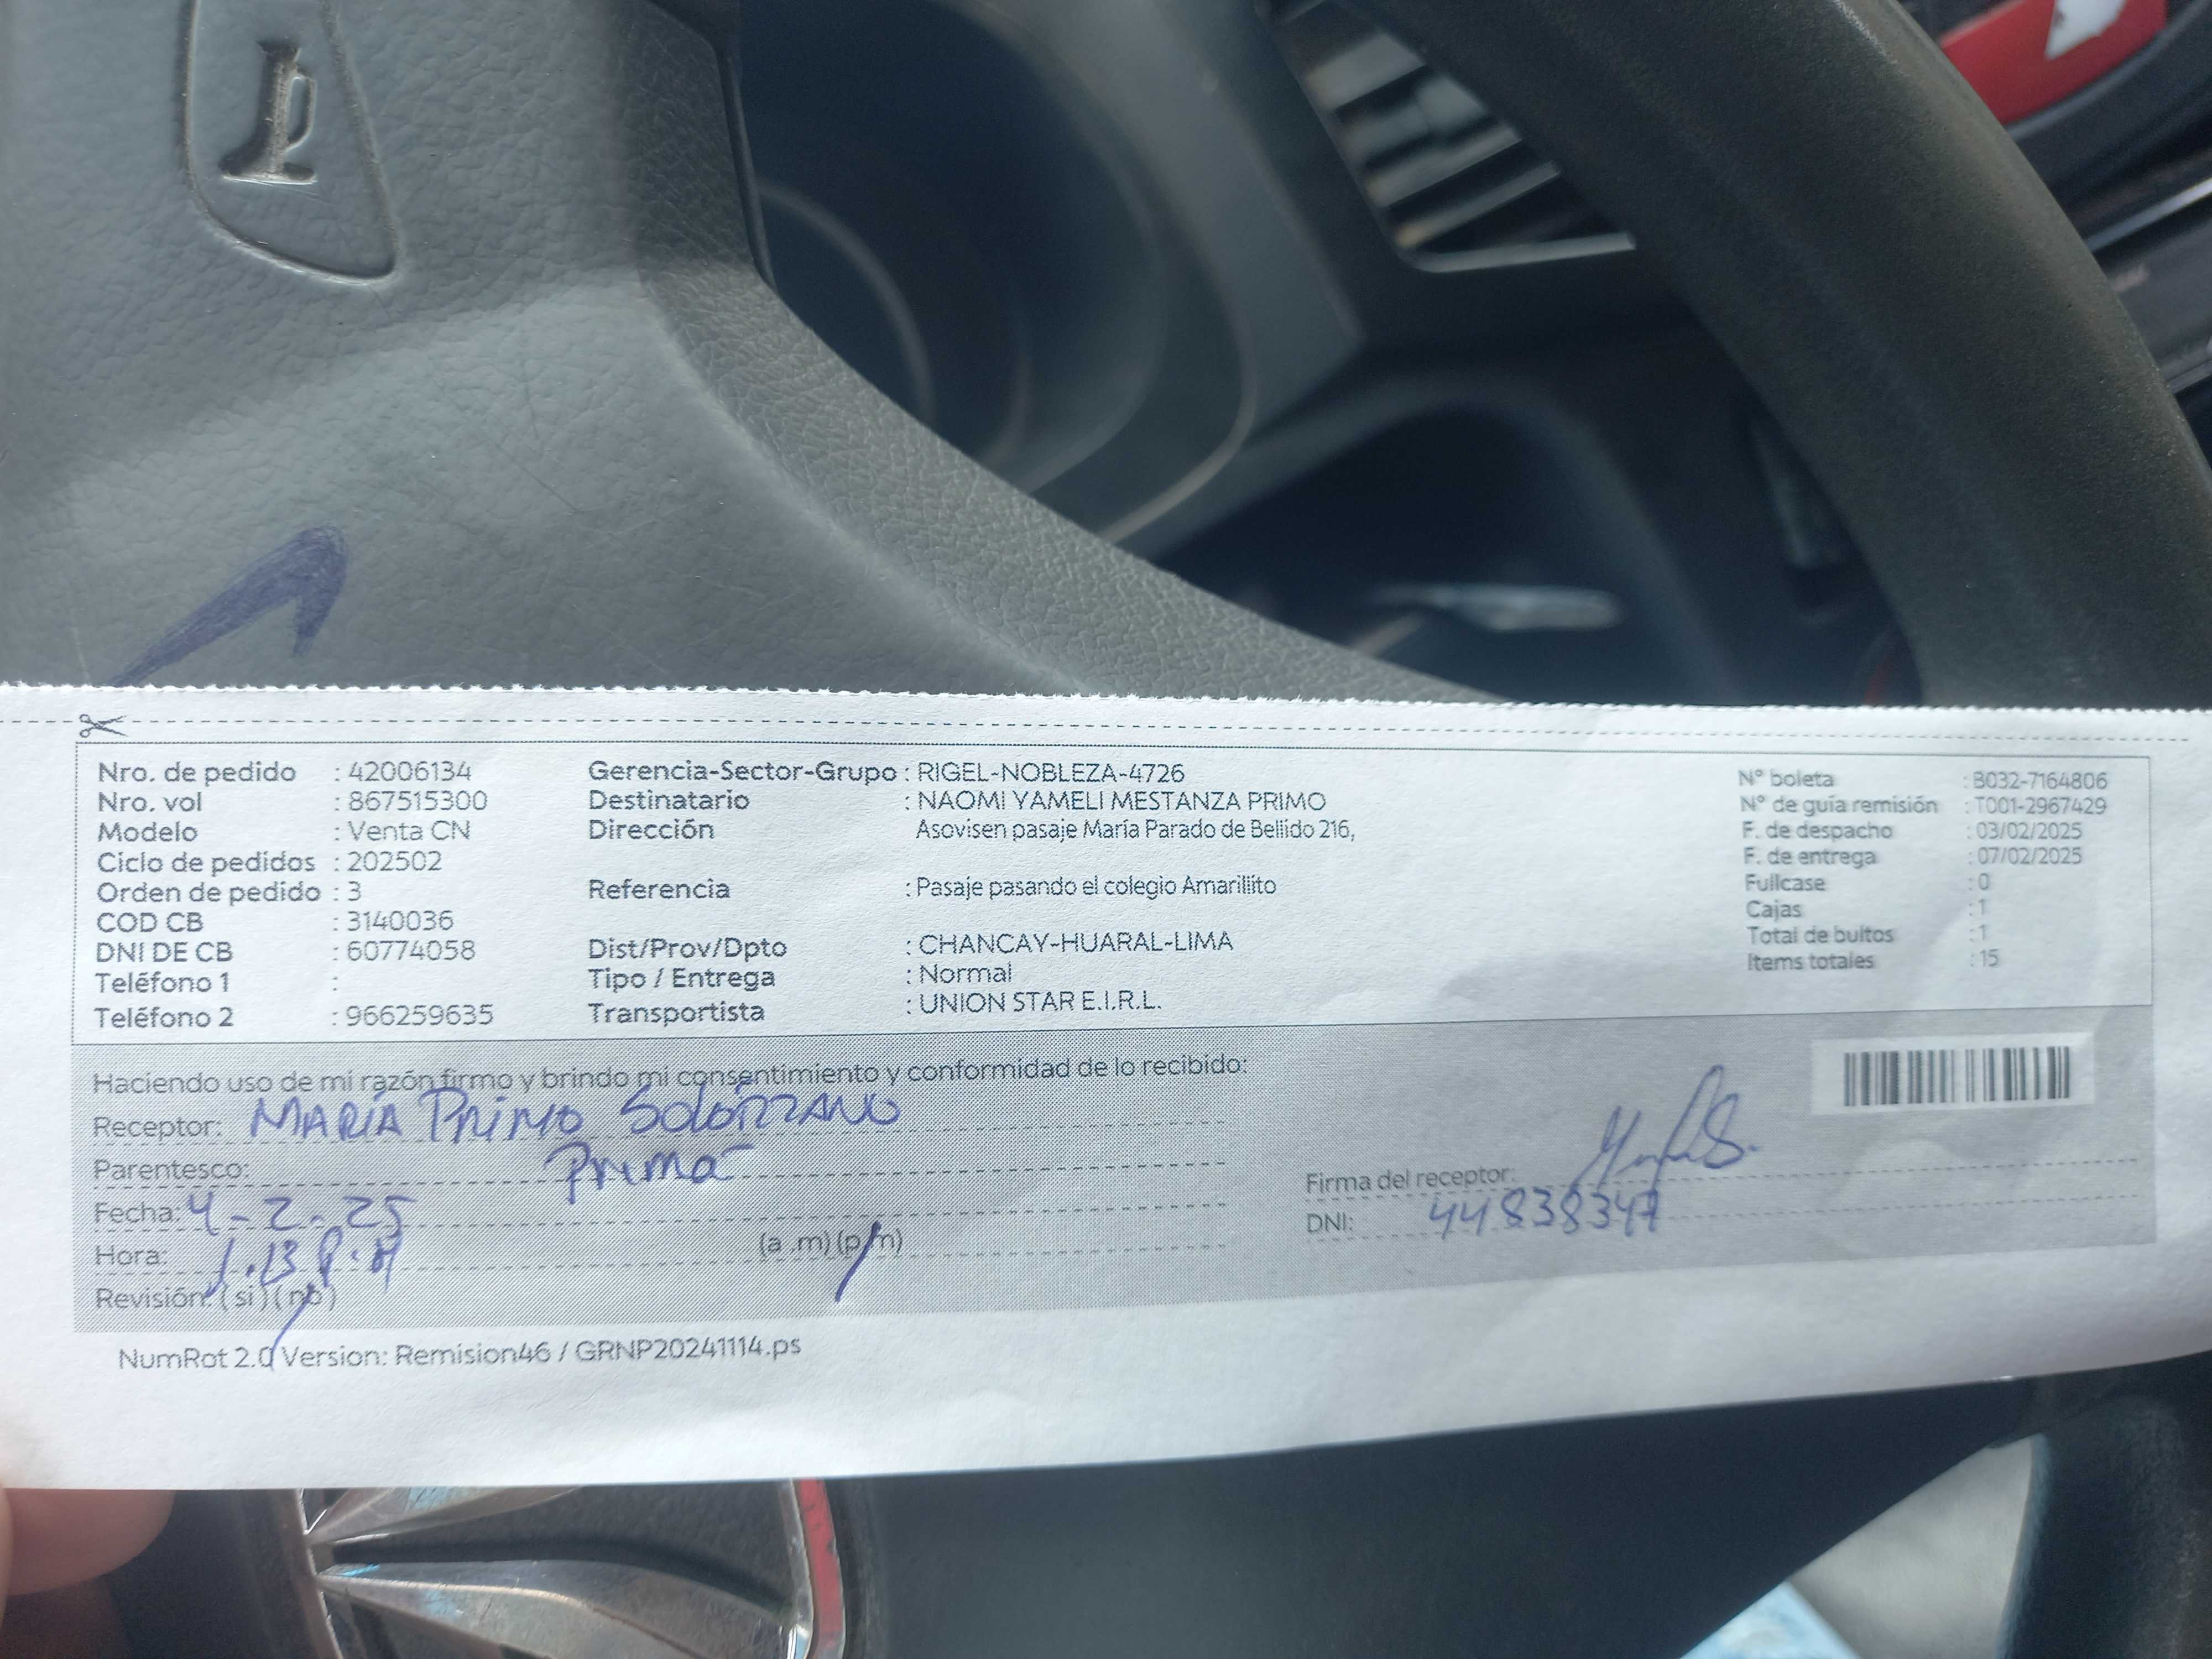 Nro. de pedido : 42006134
Nro. vol : 867515300
Modelo : Venta CN
Ciclo de pedidos : 202502
Orden de pedido : 3
COD CB : 3140036
DNI DE CB : 60774058
Teléfono 1 :
Teléfono 2 : 966259635
Gerencia-Sector-Grupo : RIGEL-NOBLEZA-4726
Destinatario : NAOMI YAMELI MESTANZA PRIMO
Dirección Asovisen pasaje María Parado de Bellido 216,
Referencia : Pasaje pasando el colegio Amarillito
Dist/Prov/Dpto : CHANCAY-HUARAL-LIMA
Tipo / Entrega : Normal
Transportista : UNION STAR E.I.R.L.
N° boleta : B032-7164806
N° de guía remisión : T001-2967429
F. de despacho : 03/02/2025
F. de entrega : 07/02/2025
Fullcase : 0
Cajas : 1
Total de bultos : 1
Items totales : 15
Haciendo uso de mi razón firmo y brindo mi consentimiento y conformidad de lo recibido:
Receptor: MARÍA PRIMO SOLÓRZANO
Parentesco: Prima
Fecha: 4-2-25
Hora: 1.13 P.M (a .m) (p.m)
Revisión: ( si ) ( no )
Firma del receptor:
DNI: 44838347
NumRot 2.0 Version: Remision46 / GRNP20241114.ps